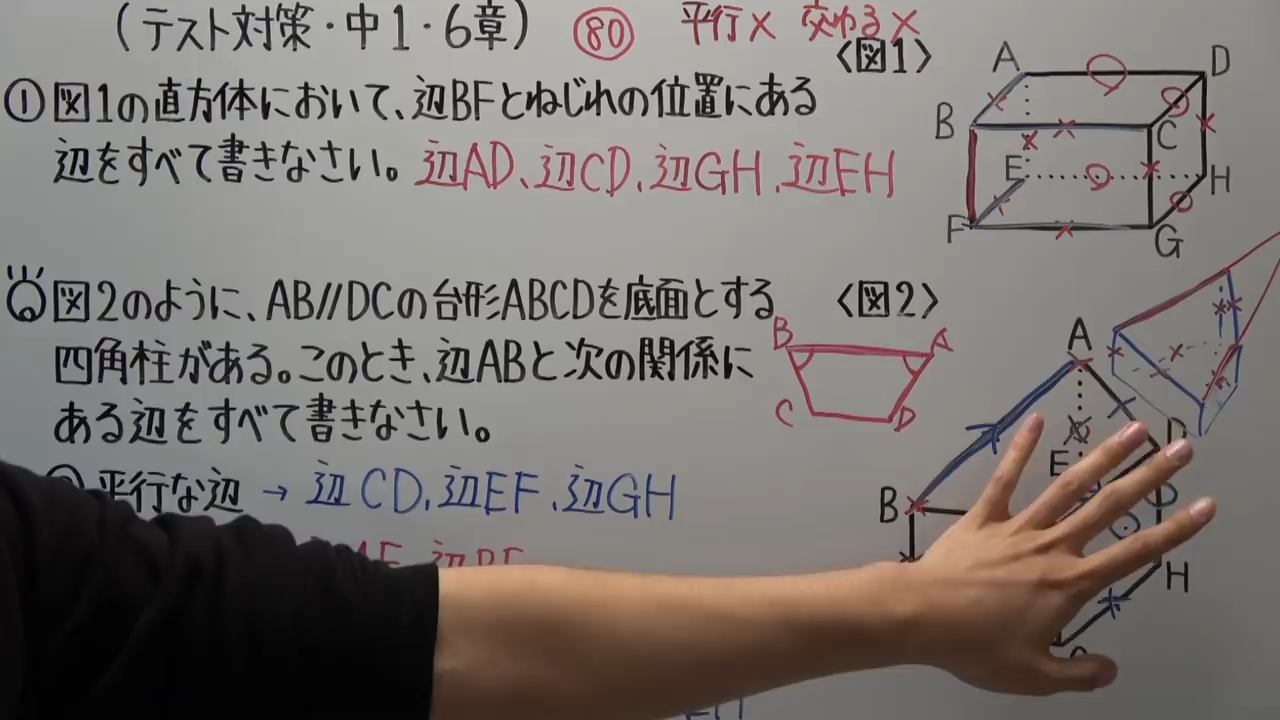 (テスト対策・中1・6章) 80 平行× 交わる×
①図1の直方体において、辺BFとねじれの位置にある
辺をすべて書きなさい。辺AD、辺CD、辺GH、辺EH
〈図1〉
A D
B C
E H
F G
図2のように、AB//DCの台形ABCDを底面とする
四角柱がある。このとき、辺ABと次の関係に
ある辺をすべて書きなさい。
平行な辺→辺CD、辺EF、辺GH
〈図2〉
B A
C D
A
D
E
B
H